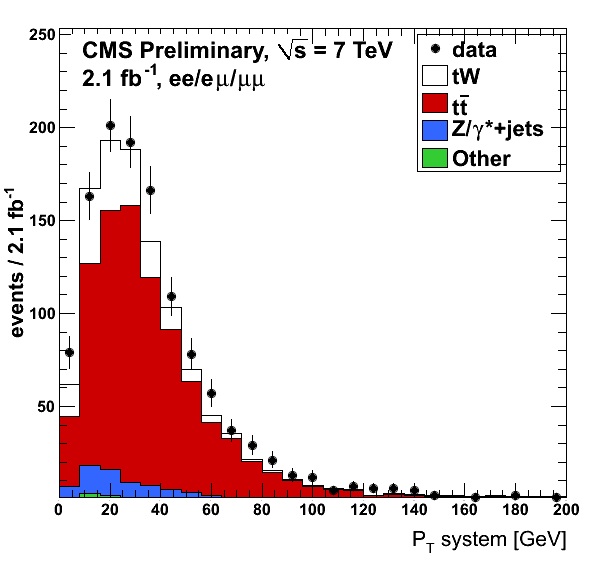 CMS Preliminary, √s = 7 TeV
2.1 fb⁻¹, ee/eμ/μμ
data
tW
tt̄
Z/γ*+jets
Other
events / 2.1 fb⁻¹
250
200
150
100
50
0 20 40 60 80 100 120 140 160 180 200
P_T system [GeV]